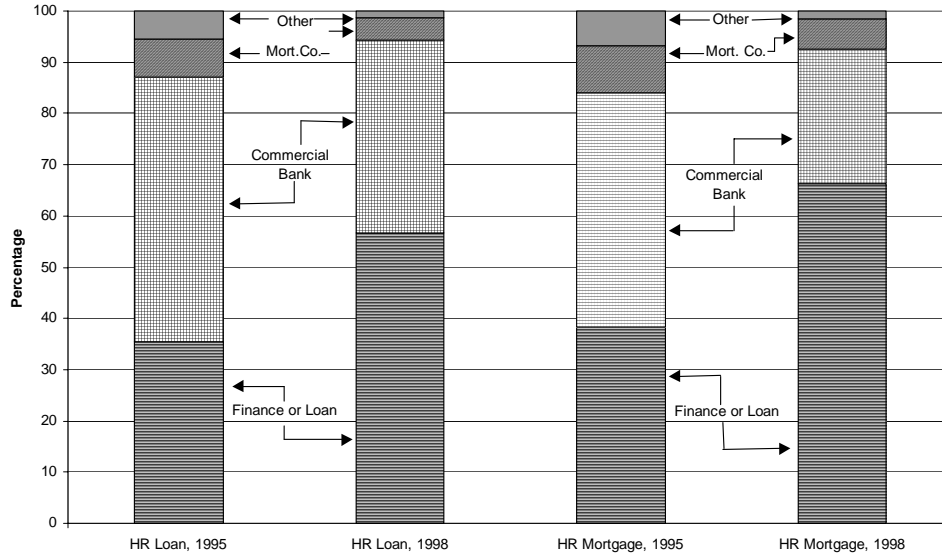 100
90
80
70
60
50
40
30
20
10
0
Percentage
Other
Mort.Co.
Commercial
Bank
Finance or Loan
Other
Mort. Co.
Commercial
Bank
Finance or Loan
HR Loan, 1995
HR Loan, 1998
HR Mortgage, 1995
HR Mortgage, 1998